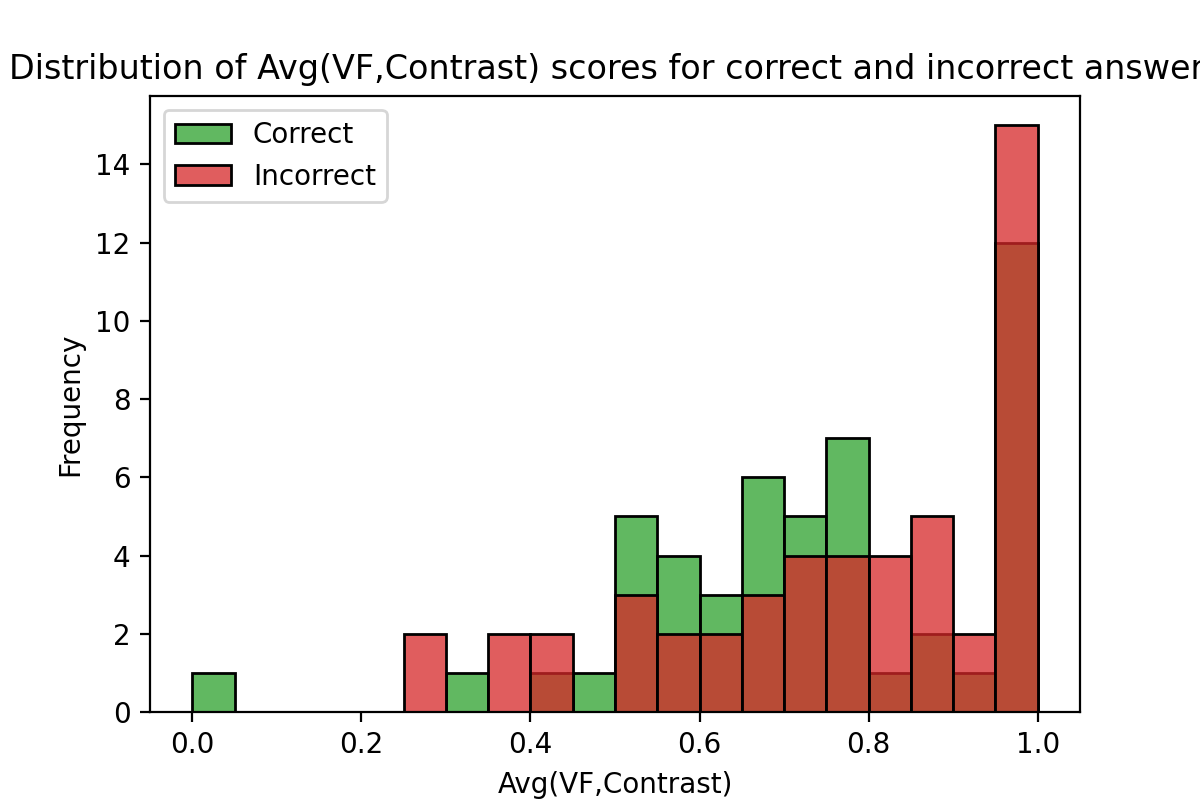 Distribution of Avg(VF,Contrast) scores for correct and incorrect answer
Correct
Incorrect
14
12
10
8
6
4
2
0
Frequency
0.0 0.2 0.4 0.6 0.8 1.0
Avg(VF,Contrast)